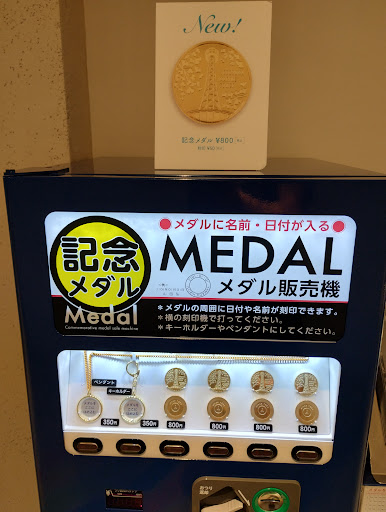 New!
記念メダル ¥800
記念
メダル
Medal
Commemorative medal sale machine
●メダルに名前・日付が入る●
MEDAL
メダル販売機
＊メダルの周囲に日付や名前が刻印できます。
＊横の刻印機で打ってください。
＊キーホルダーやペンダントにしてください。
ペンダント
キーホルダー
350円
350円
800円
800円
800円
800円